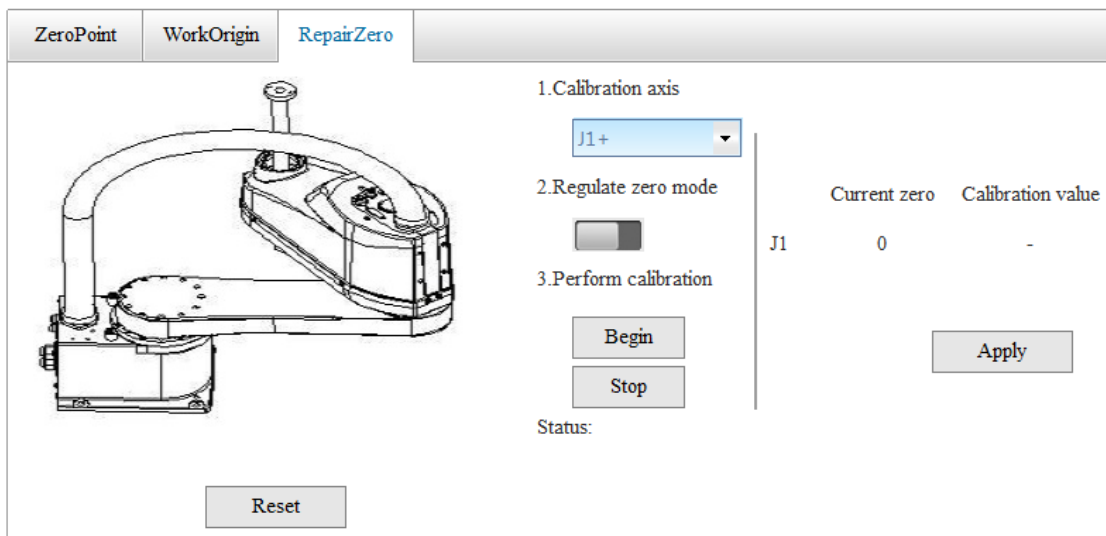 ZeroPoint WorkOrigin RepairZero
1.Calibration axis
J1+
2.Regulate zero mode
Current zero Calibration value
J1 0 -
3.Perform calibration
Begin
Apply
Stop
Status:
Reset